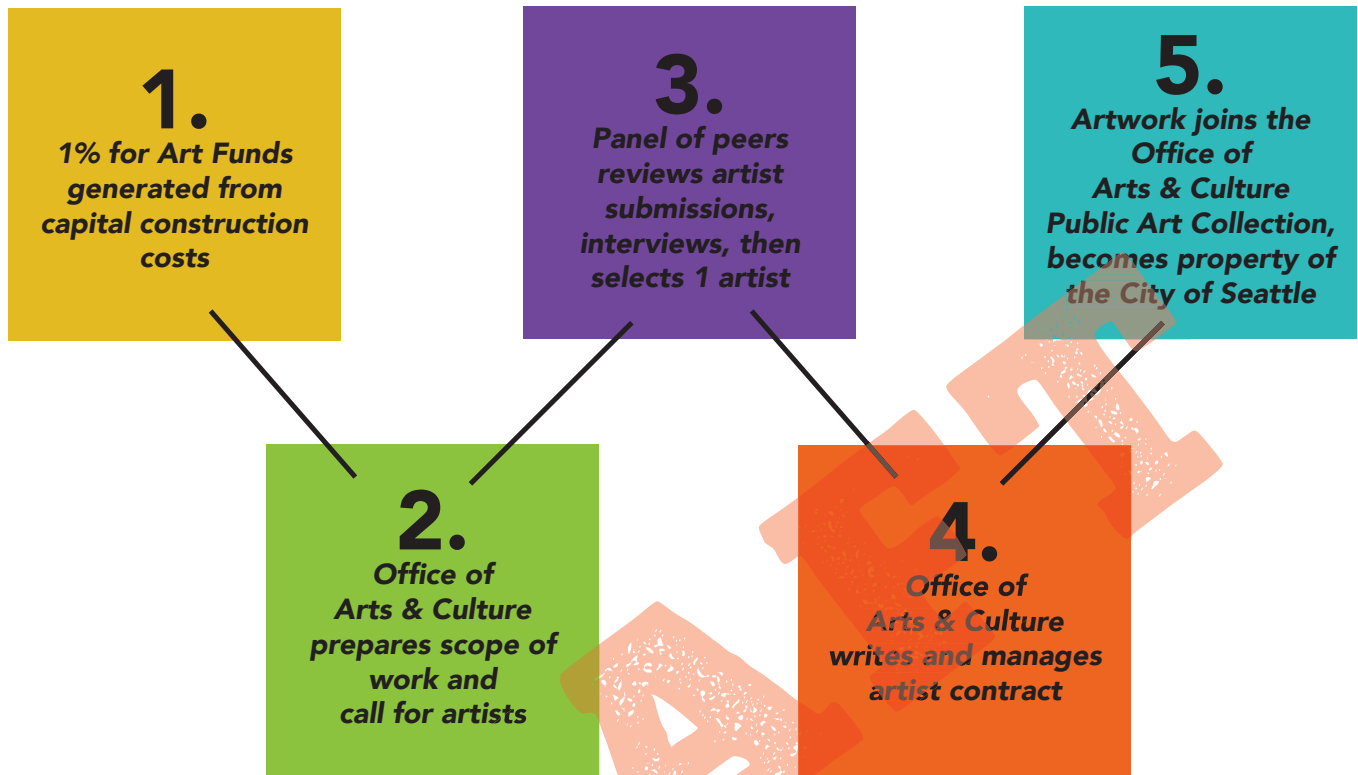 1.
1% for Art Funds
generated from
capital construction
costs
2.
Office of
Arts & Culture
prepares scope of
work and
call for artists
3.
Panel of peers
reviews artist
submissions,
interviews, then
selects 1 artist
4.
Office of
Arts & Culture
writes and manages
artist contract
5.
Artwork joins the
Office of
Arts & Culture
Public Art Collection,
becomes property of
the City of Seattle
AFT